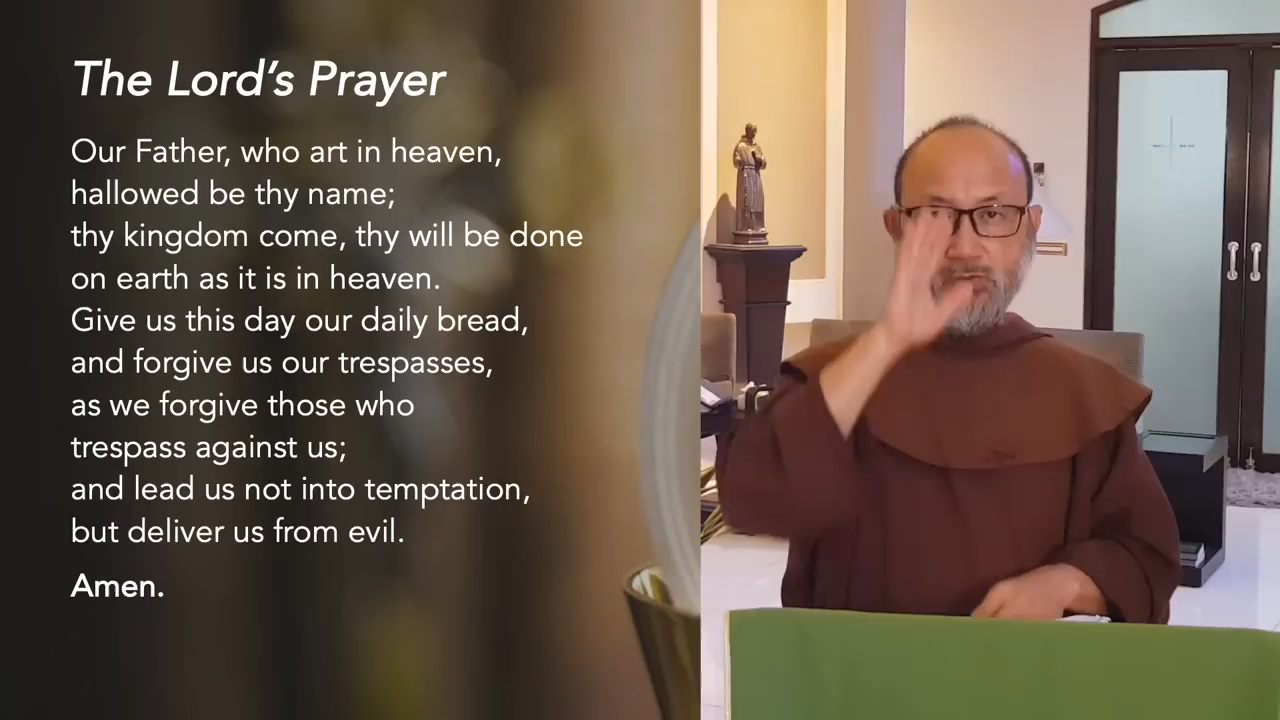 The Lord's Prayer
Our Father, who art in heaven,
hallowed be thy name;
thy kingdom come, thy will be done
on earth as it is in heaven.
Give us this day our daily bread,
and forgive us our trespasses,
as we forgive those who
trespass against us;
and lead us not into temptation,
but deliver us from evil.
Amen.